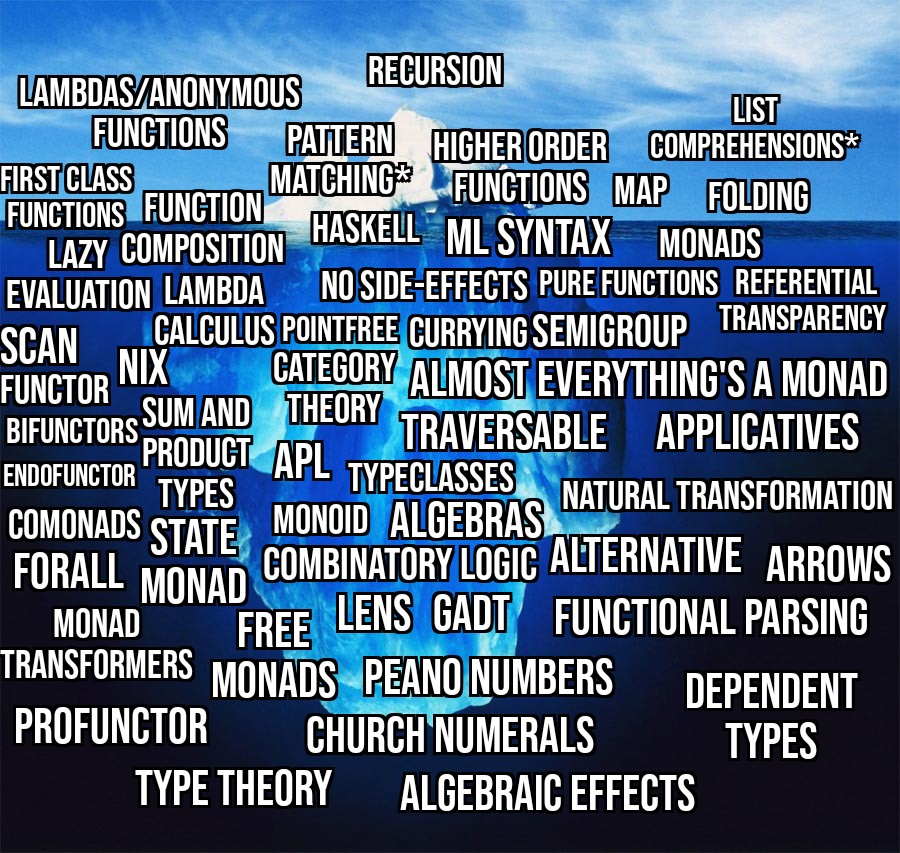 RECURSION
LAMBDAS/ANONYMOUS
FUNCTIONS
LIST
COMPREHENSIONS*
PATTERN
MATCHING*
HIGHER ORDER
FUNCTIONS
MAP
FOLDING
FIRST CLASS
FUNCTIONS
FUNCTION
COMPOSITION
HASKELL
ML SYNTAX
MONADS
LAZY
EVALUATION
LAMBDA
CALCULUS
NO SIDE-EFFECTS
PURE FUNCTIONS
REFERENTIAL
TRANSPARENCY
SCAN
NIX
POINTFREE
CURRYING
SEMIGROUP
FUNCTOR
CATEGORY
THEORY
ALMOST EVERYTHING'S A MONAD
BIFUNCTORS
SUM AND
PRODUCT
TYPES
TRAVERSABLE
APPLICATIVES
ENDOFUNCTOR
APL
TYPECLASSES
NATURAL TRANSFORMATION
COMONADS
STATE
MONAD
MONOID
ALGEBRAS
FORALL
COMBINATORY LOGIC
ALTERNATIVE
ARROWS
MONAD
TRANSFORMERS
FREE
MONADS
LENS
GADT
FUNCTIONAL PARSING
PEANO NUMBERS
DEPENDENT
TYPES
PROFUNCTOR
CHURCH NUMERALS
TYPE THEORY
ALGEBRAIC EFFECTS